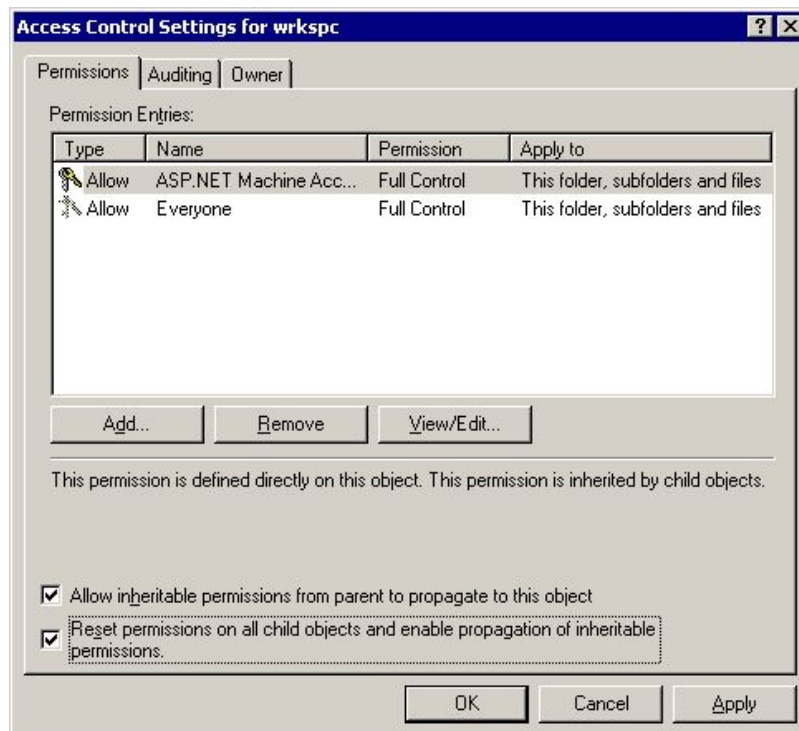 Access Control Settings for wrkspc
Permissions Auditing Owner
Permission Entries:
Type Name Permission Apply to
Allow ASP.NET Machine Acc... Full Control This folder, subfolders and files
Allow Everyone Full Control This folder, subfolders and files
Add... Remove View/Edit...
This permission is defined directly on this object. This permission is inherited by child objects.
Allow inheritable permissions from parent to propagate to this object
Reset permissions on all child objects and enable propagation of inheritable
permissions.
OK Cancel Apply